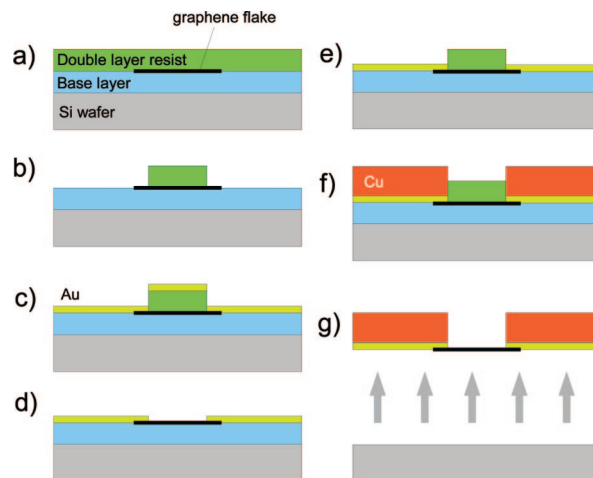 graphene flake
a)
Double layer resist
Base layer
Si wafer
b)
c)
Au
d)
e)
f)
Cu
g)